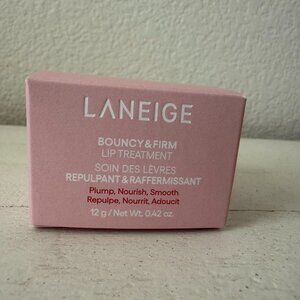 LANEIGE
BOUNCY & FIRM
LIP TREATMENT
SOIN DES LÈVRES
REPULPANT & RAFFERMISSANT
Plump, Nourish, Smooth
Repulpe, Nourrit, Adoucit
12 g / Net Wt. 0.42 oz.